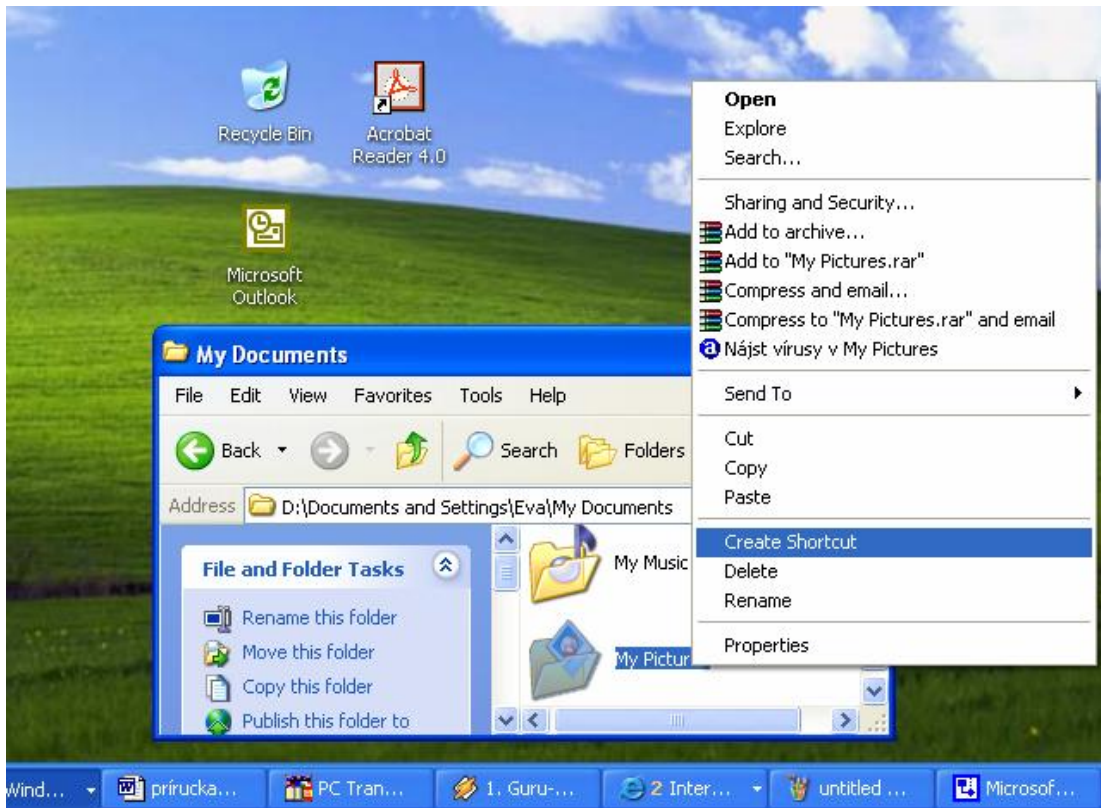 Recycle Bin
Acrobat
Reader 4.0
Microsoft
Outlook
My Documents
File Edit View Favorites Tools Help
Back Search Folders
Address D:\Documents and Settings\Eva\My Documents
File and Folder Tasks
Rename this folder
Move this folder
Copy this folder
Publish this folder to
My Music
My Pictur
Open
Explore
Search...
Sharing and Security...
Add to archive...
Add to "My Pictures.rar"
Compress and email...
Compress to "My Pictures.rar" and email
Nájst vírusy v My Pictures
Send To
Cut
Copy
Paste
Create Shortcut
Delete
Rename
Properties
Wind... prírucka... PC Tran... 1. Guru-... 2 Inter... untitled ... Microsof...